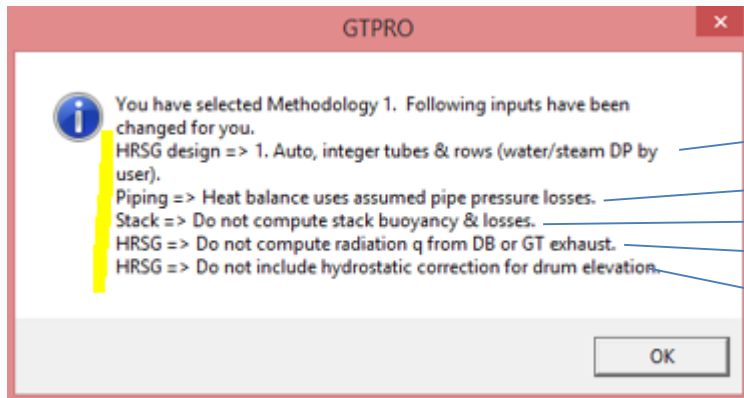 GTPRO
You have selected Methodology 1. Following inputs have been
changed for you.
HRSG design => 1. Auto, integer tubes & rows (water/steam DP by
user).
Piping => Heat balance uses assumed pipe pressure losses.
Stack => Do not compute stack buoyancy & losses.
HRSG => Do not compute radiation q from DB or GT exhaust.
HRSG => Do not include hydrostatic correction for drum elevation.
OK